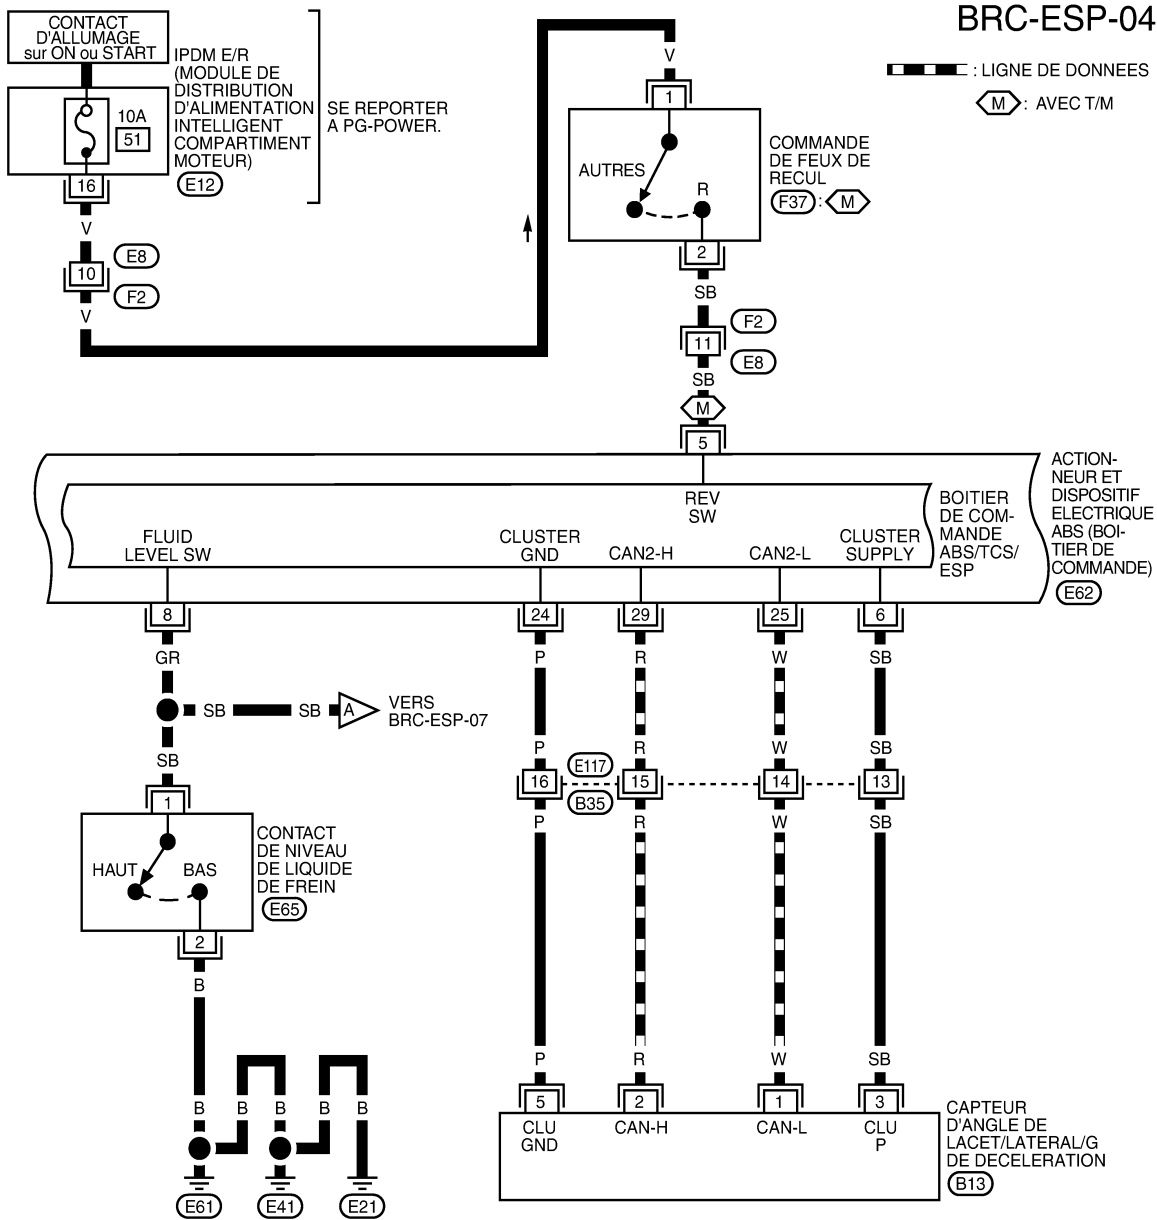 BRC-ESP-04
: LIGNE DE DONNEES
M : AVEC T/M
CONTACT
D'ALLUMAGE
sur ON ou START
10A
51
16
IPDM E/R
(MODULE DE
DISTRIBUTION
D'ALIMENTATION
INTELLIGENT
COMPARTIMENT
MOTEUR)
E12
SE REPORTER
A PG-POWER.
V
E8
10
F2
V
V
1
AUTRES
R
2
COMMANDE
DE FEUX DE
RECUL
F37 : M
SB
F2
11
E8
SB
M
5
REV
SW
FLUID
LEVEL SW
CLUSTER
GND
CAN2-H
CAN2-L
CLUSTER
SUPPLY
BOITIER
DE COM-
MANDE
ABS/TCS/
ESP
ACTION-
NEUR ET
DISPOSITIF
ELECTRIQUE
ABS (BOI-
TIER DE
COMMANDE)
E62
8
24
29
25
6
GR
P
R
W
SB
SB
SB
A
VERS
BRC-ESP-07
SB
P
R
W
SB
16
E117
B35
15
14
13
P
R
W
SB
1
HAUT
BAS
2
CONTACT
DE NIVEAU
DE LIQUIDE
DE FREIN
E65
B
P
R
W
SB
B
B
B
B
B
E61
E41
E21
5
2
1
3
CLU
GND
CAN-H
CAN-L
CLU
P
CAPTEUR
D'ANGLE DE
LACET/LATERAL/G
DE DECELERATION
B13